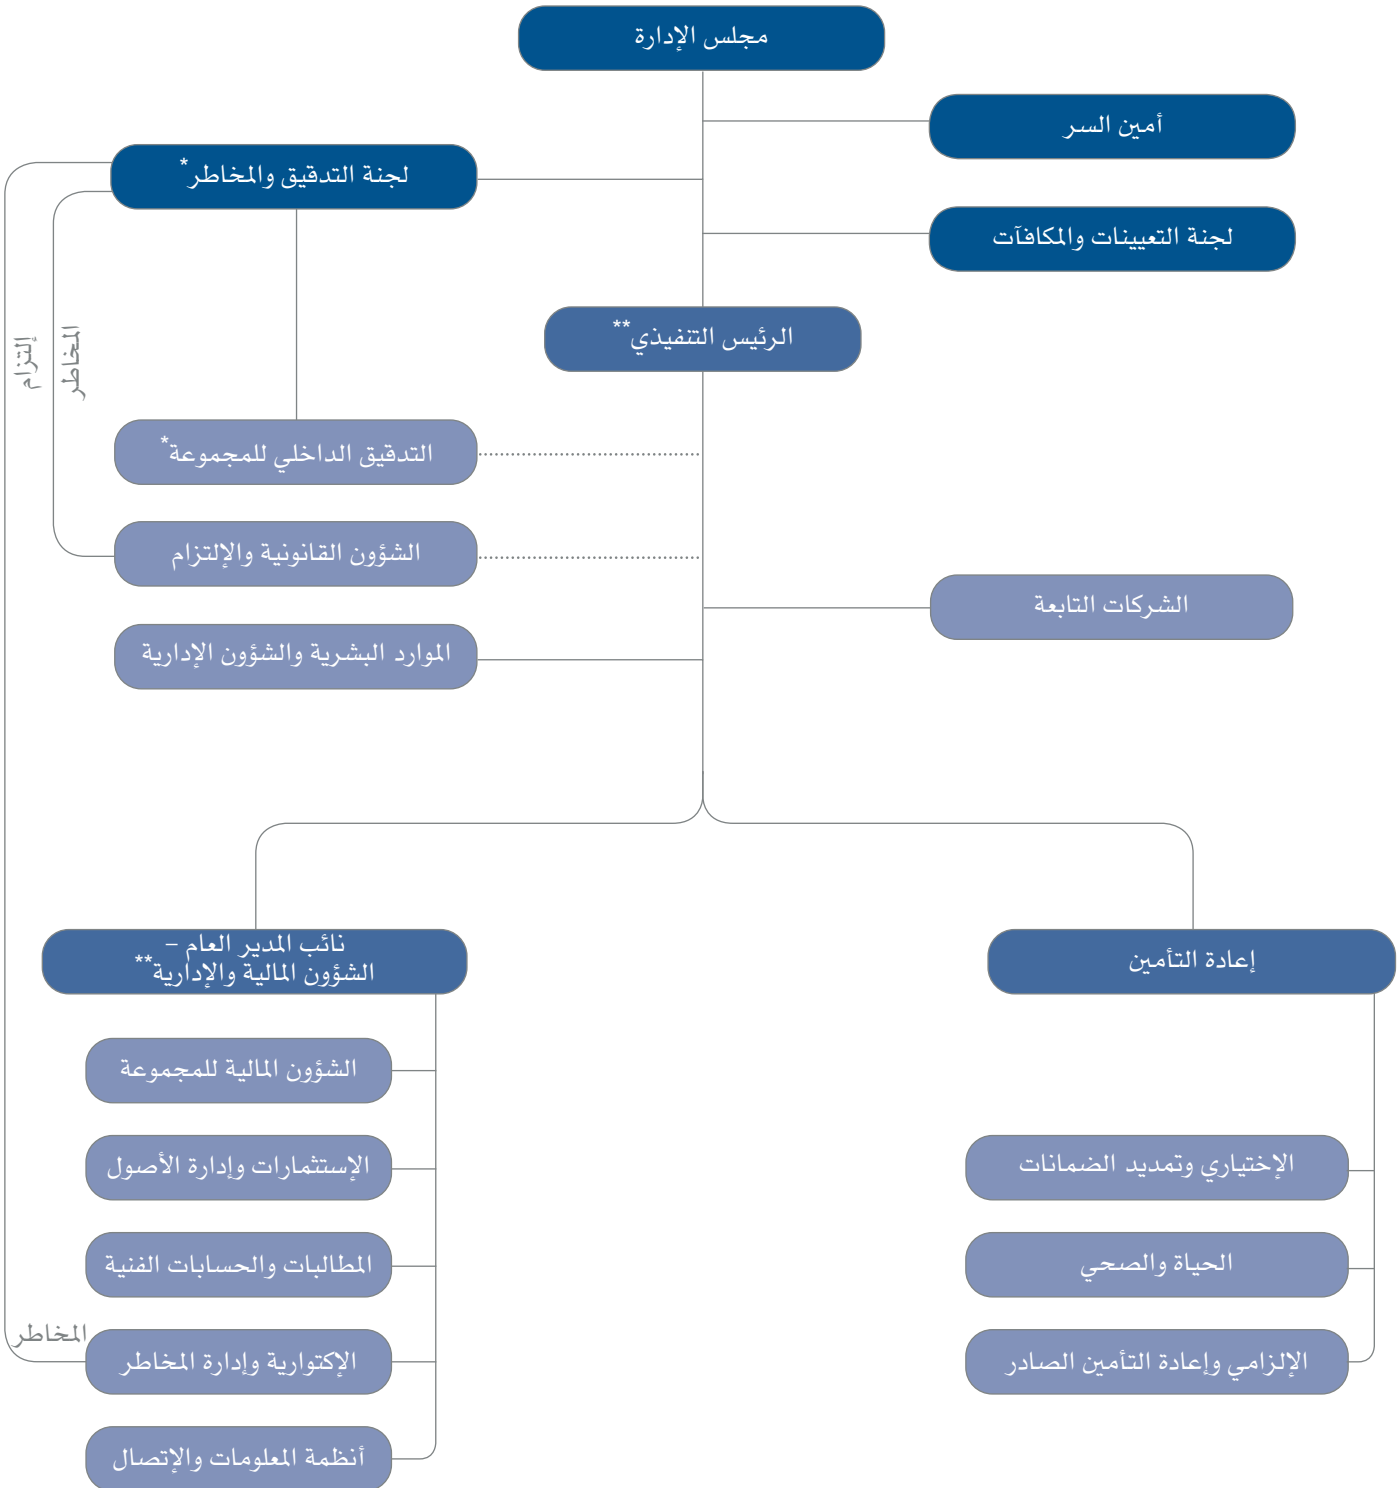 مجلس الإدارة
أمين السر
لجنة التدقيق والمخاطر*
لجنة التعيينات والمكافآت
الرئيس التنفيذي**
إلتزام
المخاطر
التدقيق الداخلي للمجموعة*
الشؤون القانونية والإلتزام
الشركات التابعة
الموارد البشرية والشؤون الإدارية
إعادة التأمين
نائب المدير العام –
الشؤون المالية والإدارية**
الشؤون المالية للمجموعة
الإختياري وتمديد الضمانات
الإستثمارات وإدارة الأصول
الحياة والصحي
المطالبات والحسابات الفنية
المخاطر
الإلزامي وإعادة التأمين الصادر
الإكتوارية وإدارة المخاطر
أنظمة المعلومات والإتصال